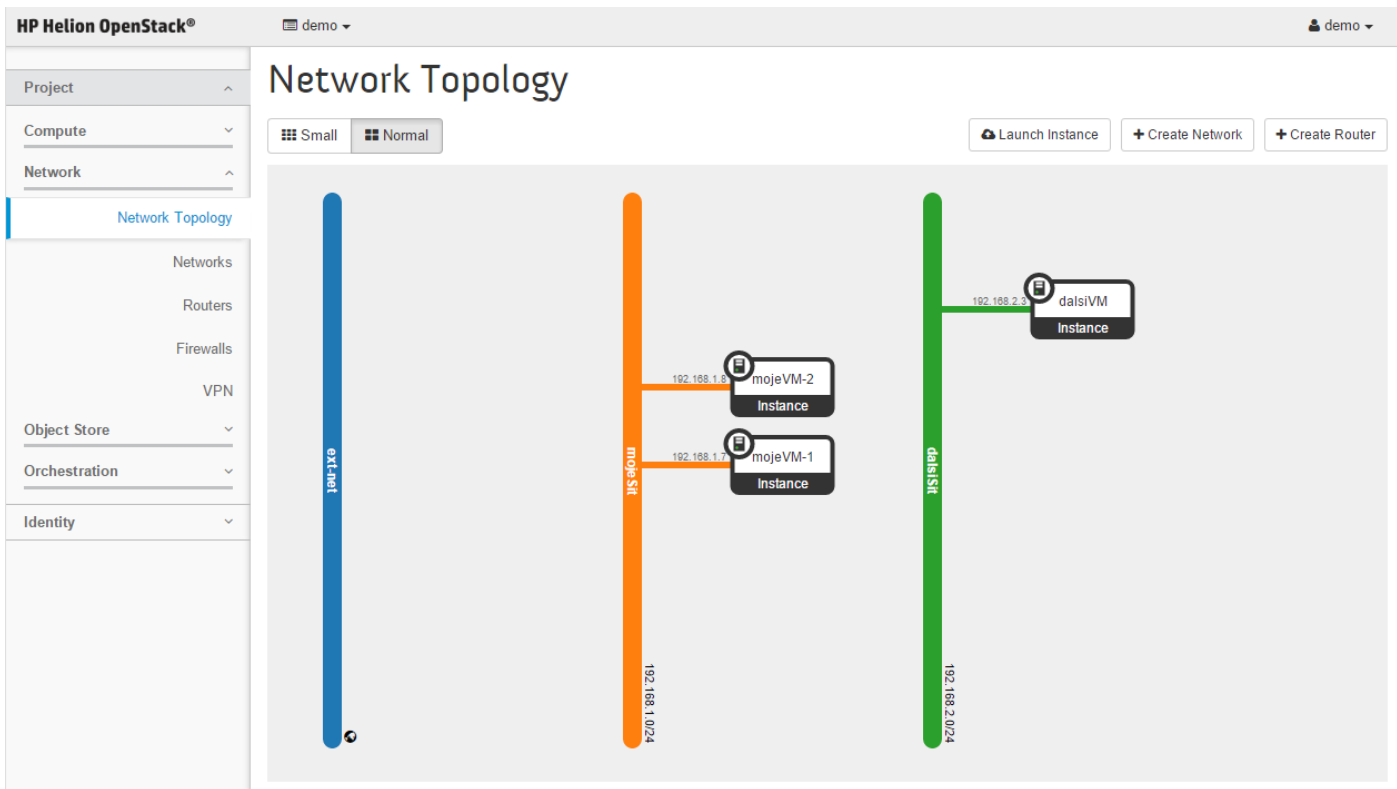 HP Helion OpenStack®
demo
demo
Project
Compute
Network
Network Topology
Networks
Routers
Firewalls
VPN
Object Store
Orchestration
Identity
Network Topology
Small
Normal
Launch Instance
+ Create Network
+ Create Router
ext-net
mojeSit
192.168.1.0/24
192.168.1.8
mojeVM-2
Instance
192.168.1.7
mojeVM-1
Instance
dalsiSit
192.168.2.0/24
192.168.2.3
dalsiVM
Instance